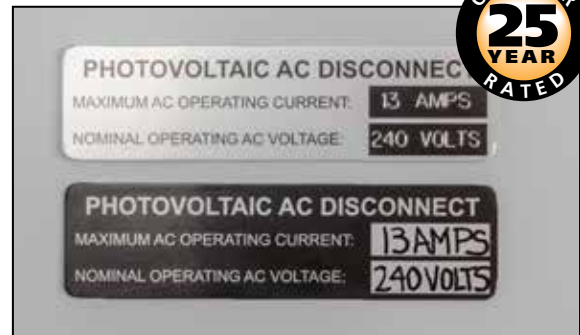 25
YEAR
RATED
PHOTOVOLTAIC AC DISCONNECT
MAXIMUM AC OPERATING CURRENT: 13 AMPS
NOMINAL OPERATING AC VOLTAGE: 240 VOLTS
PHOTOVOLTAIC AC DISCONNECT
MAXIMUM AC OPERATING CURRENT: 13AMPS
NOMINAL OPERATING AC VOLTAGE: 240VOLTS